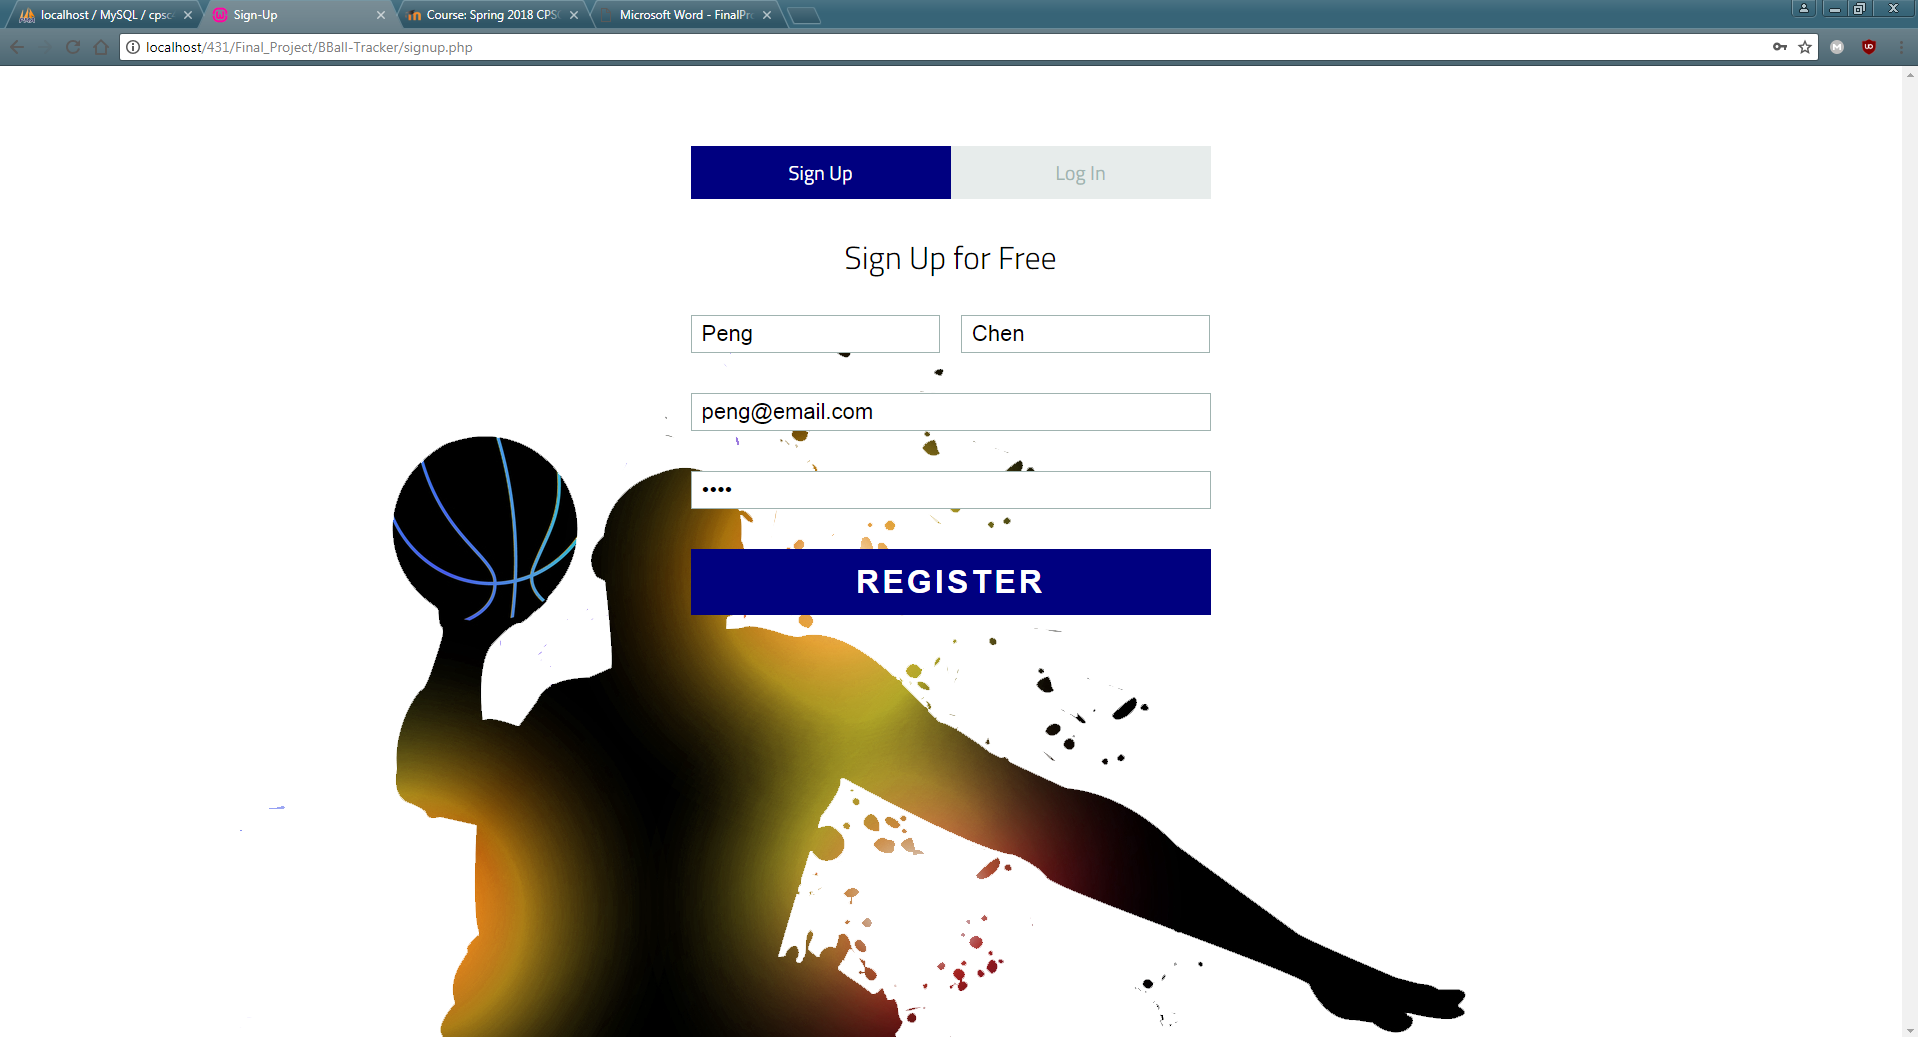 localhost / MySQL / cpsc
Sign-Up
Course: Spring 2018 CPS
Microsoft Word - FinalPr
localhost/431/Final_Project/BBall-Tracker/signup.php
Sign Up
Log In
Sign Up for Free
Peng
Chen
peng@email.com
••••
REGISTER